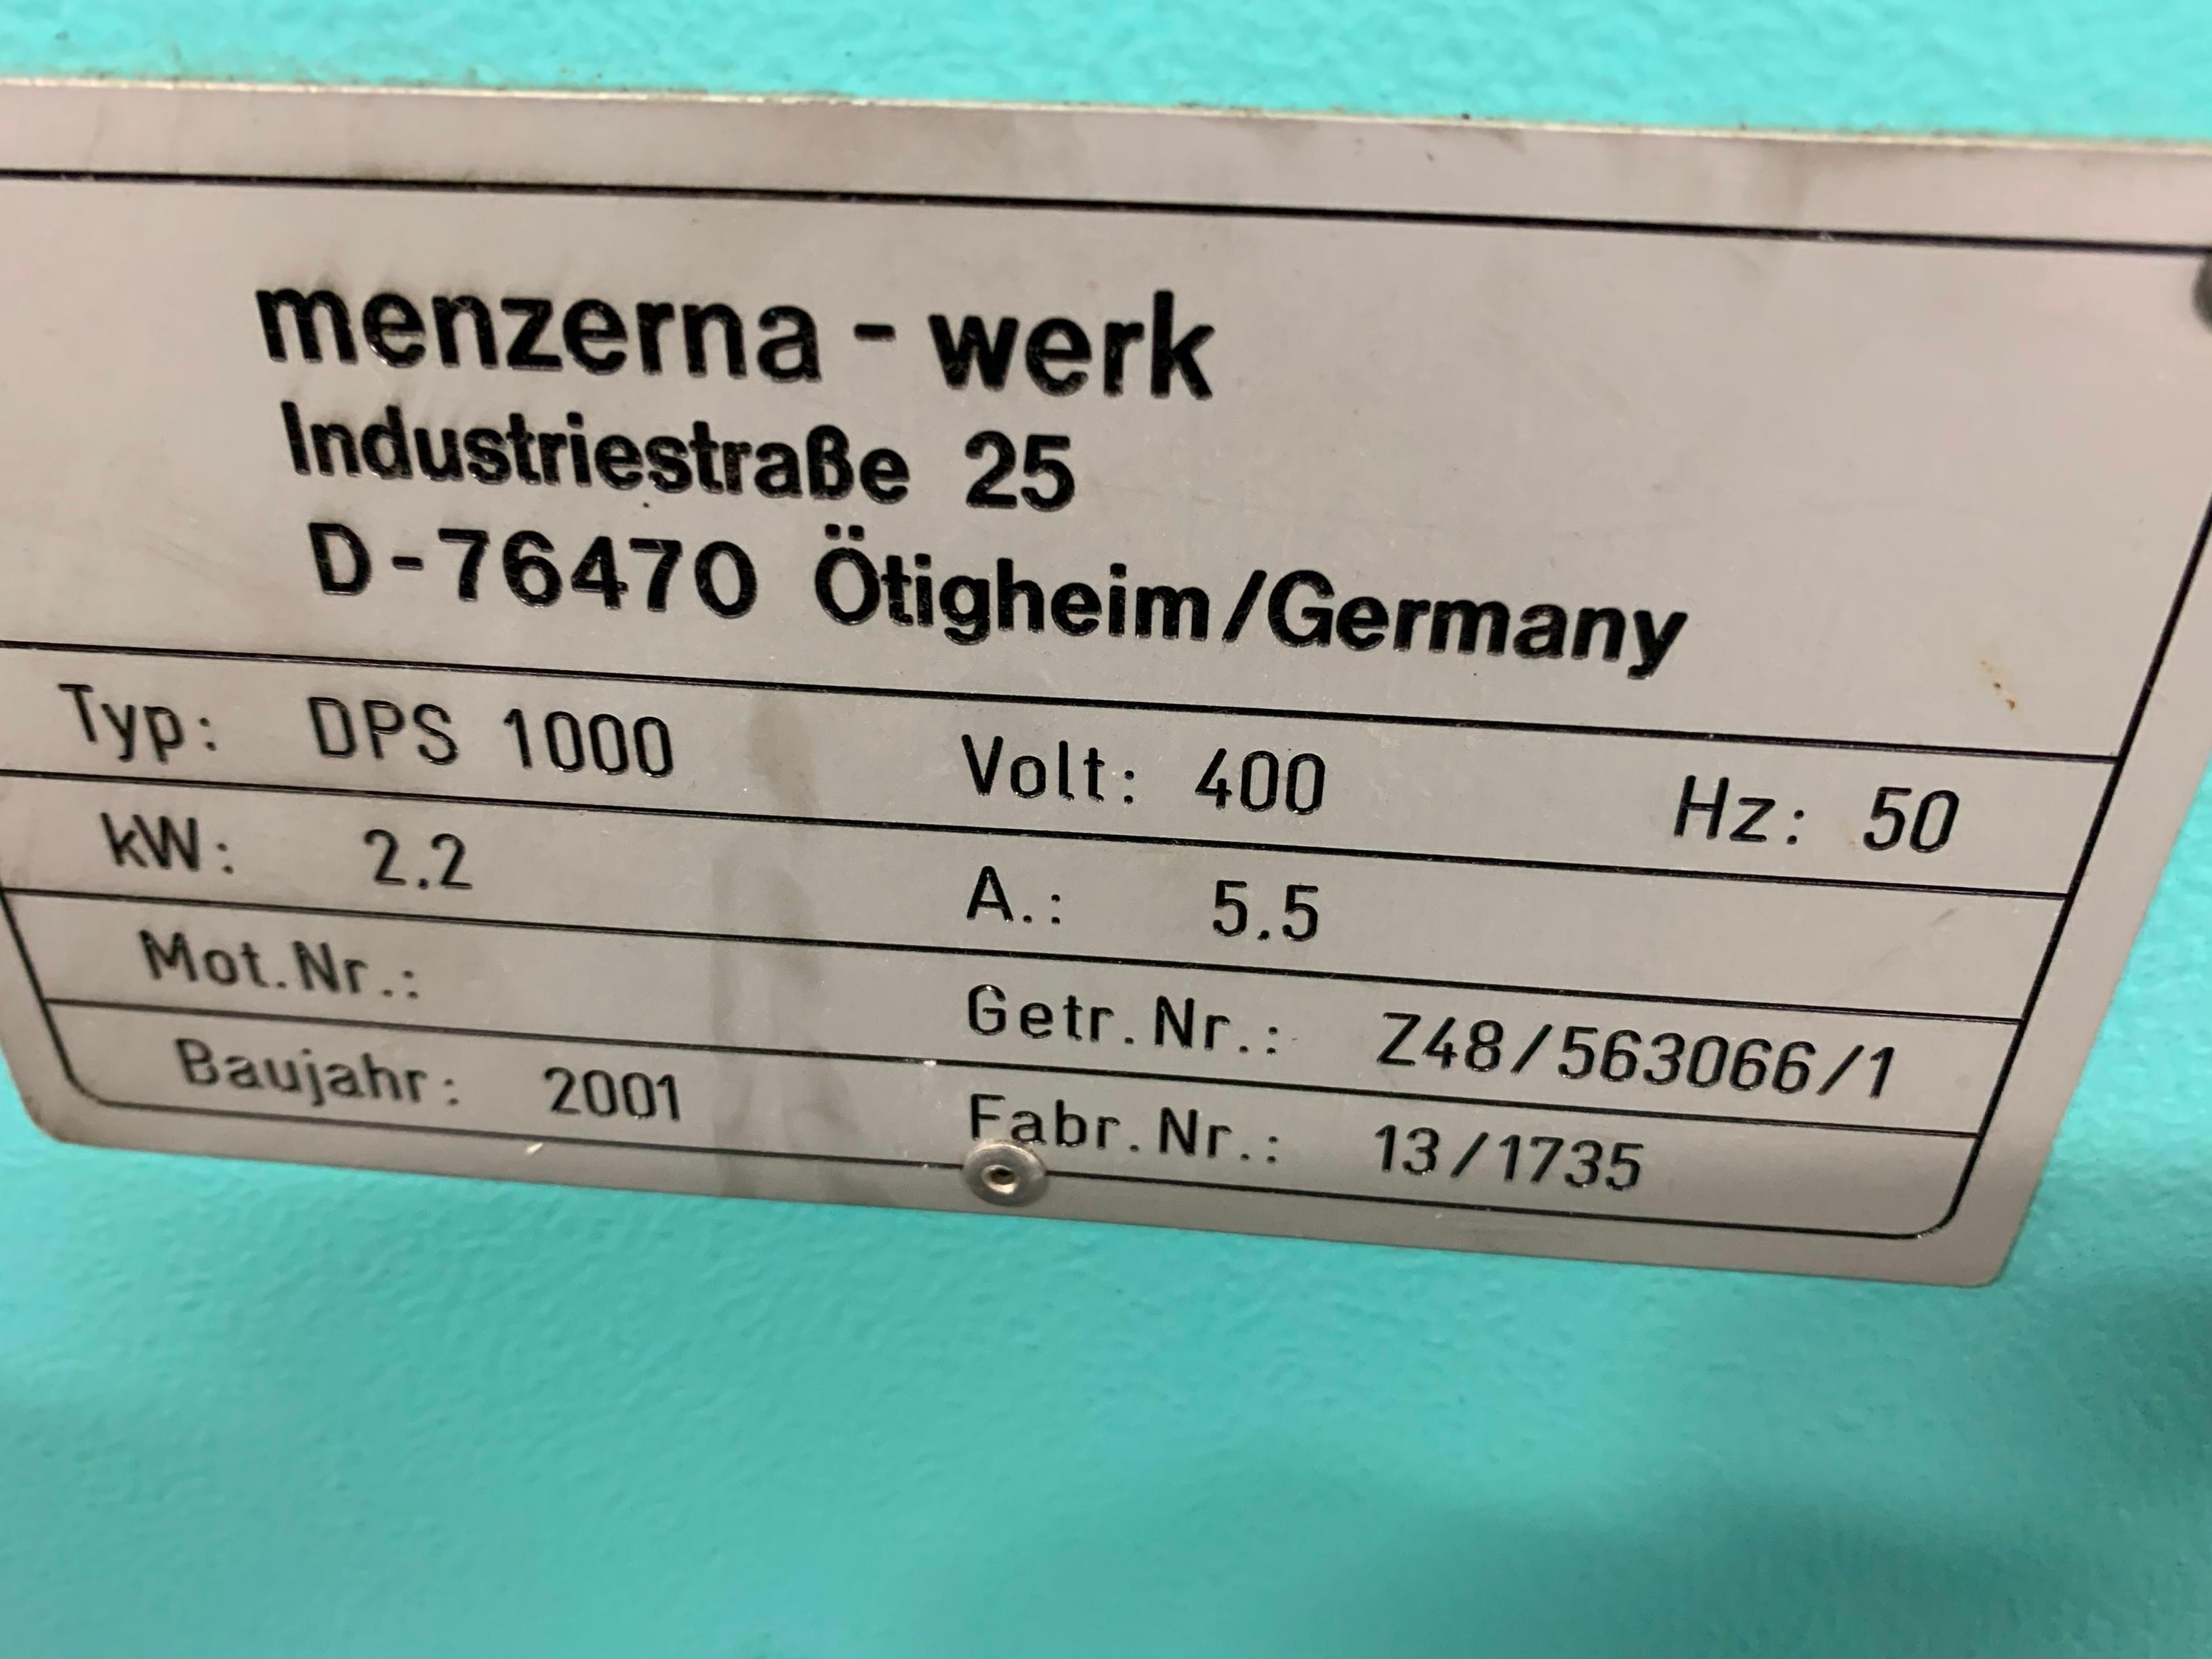 menzerna - werk
Industriestraße 25
D-76470 Ötigheim/Germany
Typ: DPS 1000 Volt: 400 Hz: 50
kW: 2.2 A.: 5.5
Mot.Nr.: Getr.Nr.: Z48/563066/1
Baujahr: 2001 Fabr.Nr.: 13/1735